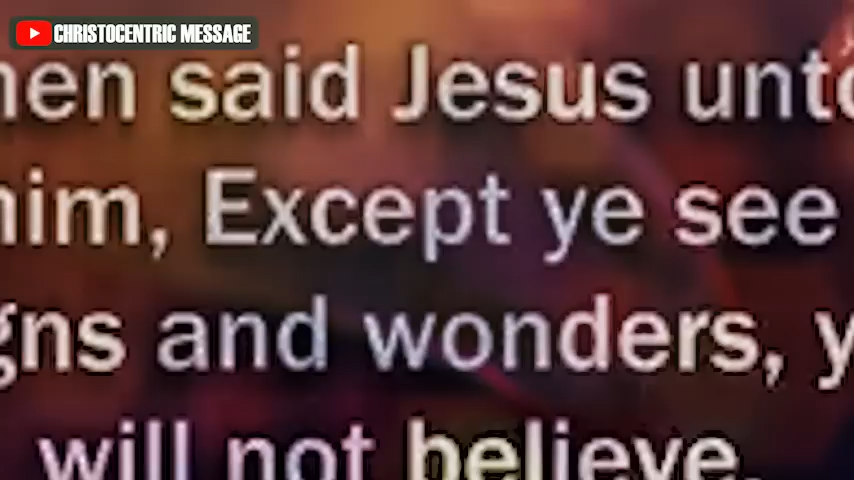 CHRISTOCENTRIC MESSAGE
hen said Jesus unto
him, Except ye see
gns and wonders, y
will not believe.